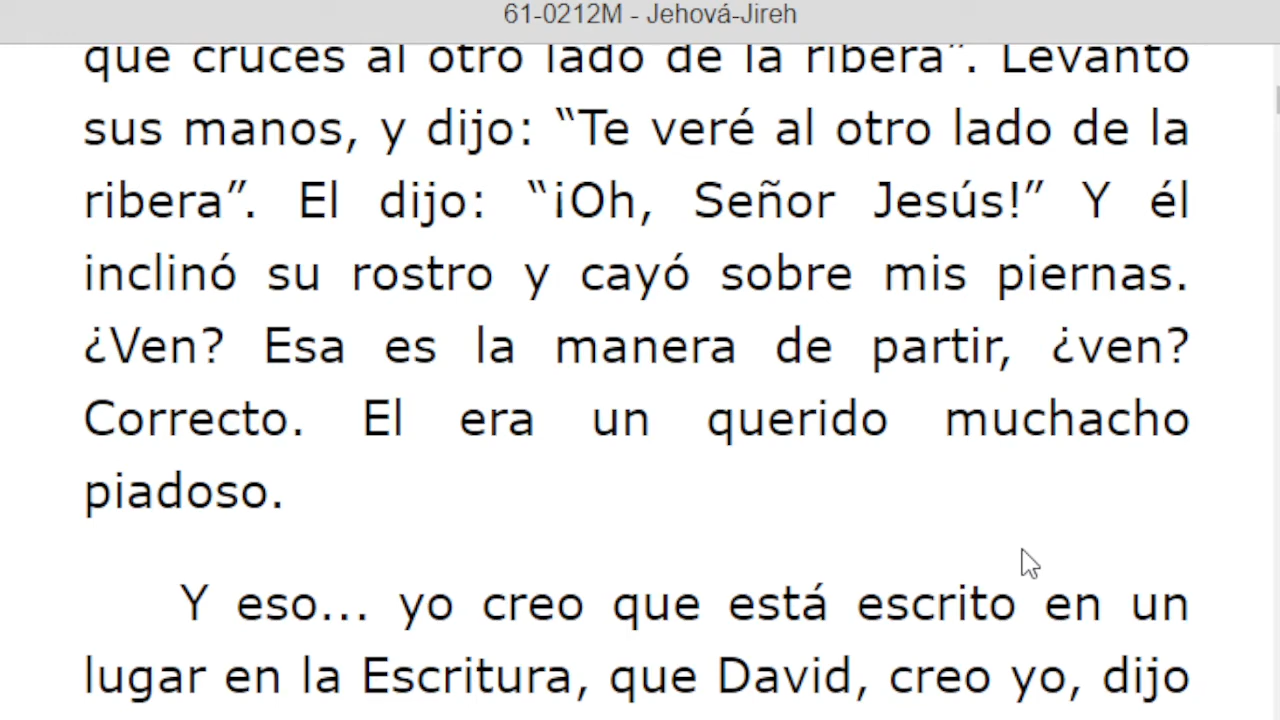 61-0212M - Jehová-Jireh
que cruces al otro lado de la ribera”. Levantó
sus manos, y dijo: “Te veré al otro lado de la
ribera”. El dijo: “¡Oh, Señor Jesús!” Y él
inclinó su rostro y cayó sobre mis piernas.
¿Ven? Esa es la manera de partir, ¿ven?
Correcto. El era un querido muchacho
piadoso.
Y eso... yo creo que está escrito en un
lugar en la Escritura, que David, creo yo, dijo